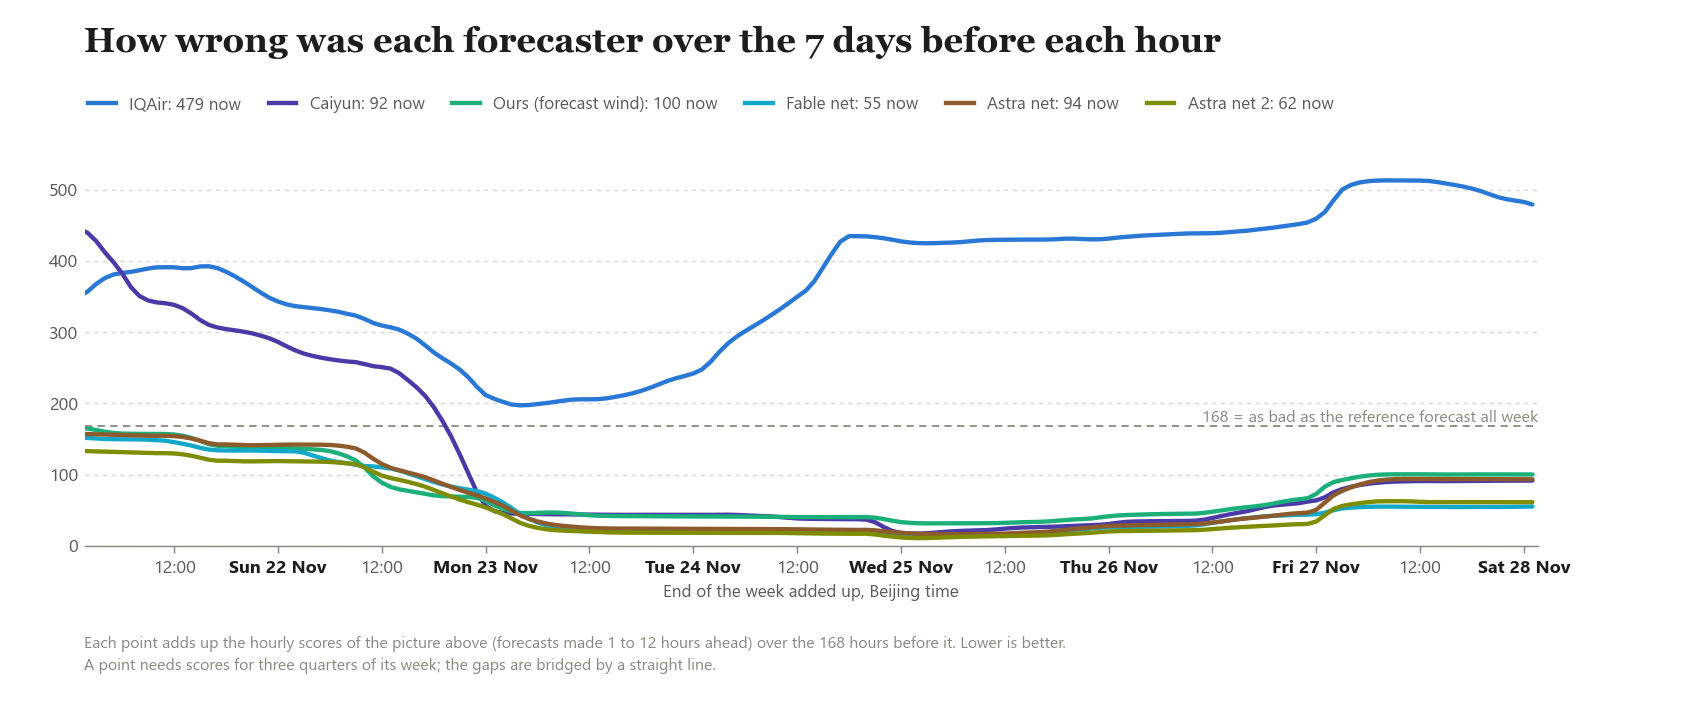 How wrong was each forecaster over the 7 days before each hour
IQAir: 479 now Caiyun: 92 now Ours (forecast wind): 100 now Fable net: 55 now Astra net: 94 now Astra net 2: 62 now
500
400
300
200
168 = as bad as the reference forecast all week
100
0
12:00 Sun 22 Nov 12:00 Mon 23 Nov 12:00 Tue 24 Nov 12:00 Wed 25 Nov 12:00 Thu 26 Nov 12:00 Fri 27 Nov 12:00 Sat 28 Nov
End of the week added up, Beijing time
Each point adds up the hourly scores of the picture above (forecasts made 1 to 12 hours ahead) over the 168 hours before it. Lower is better.
A point needs scores for three quarters of its week; the gaps are bridged by a straight line.